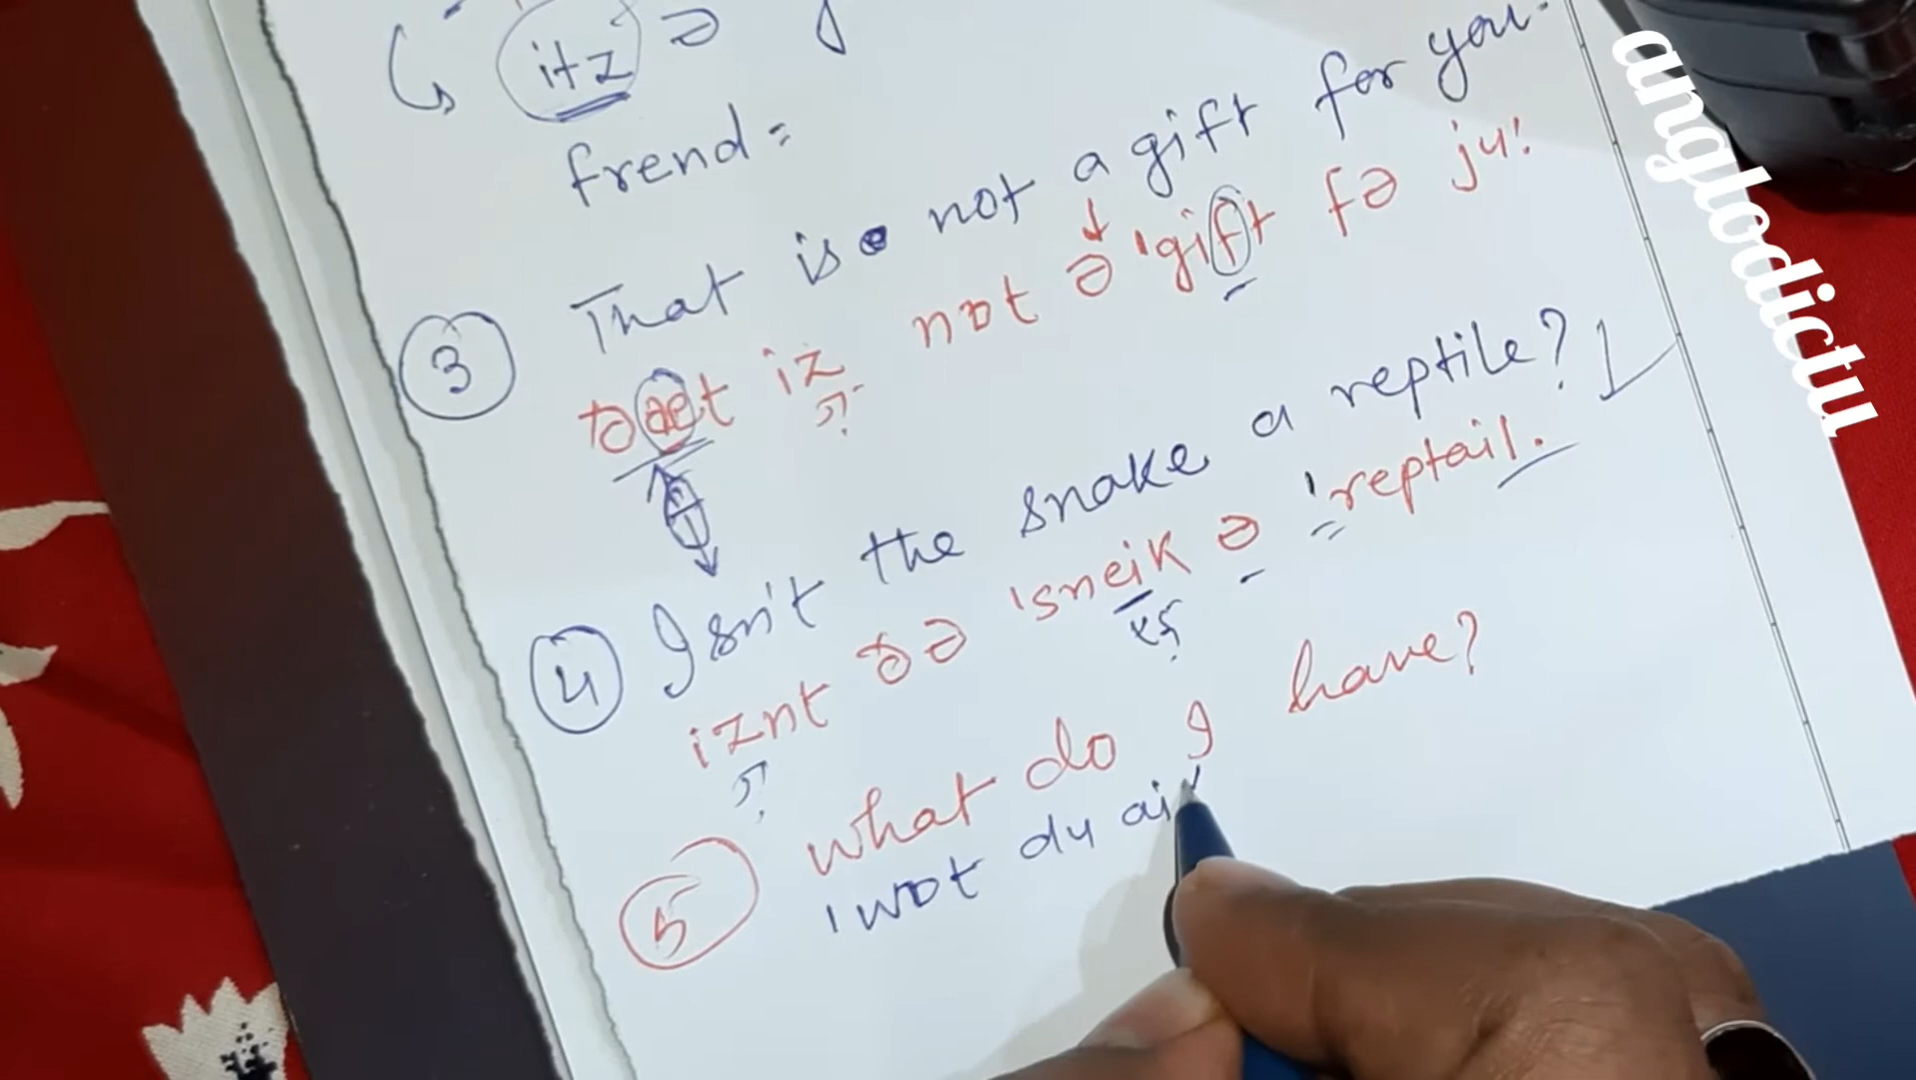 itz ə
frend =
③ That is not a gift for you.
ðæt iz not ə 'gift fə ju:
④ Isn't the snake a reptile?
iznt ðə 'sneik ə 'reptail.
⑤ what do I have?
'wɒt du ai
anglodictu